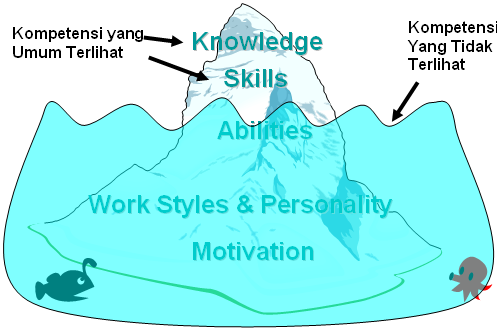 Kompetensi yang
Umum Terlihat
Kompetensi
Yang Tidak
Terlihat
Knowledge
Skills
Abilities
Work Styles & Personality
Motivation